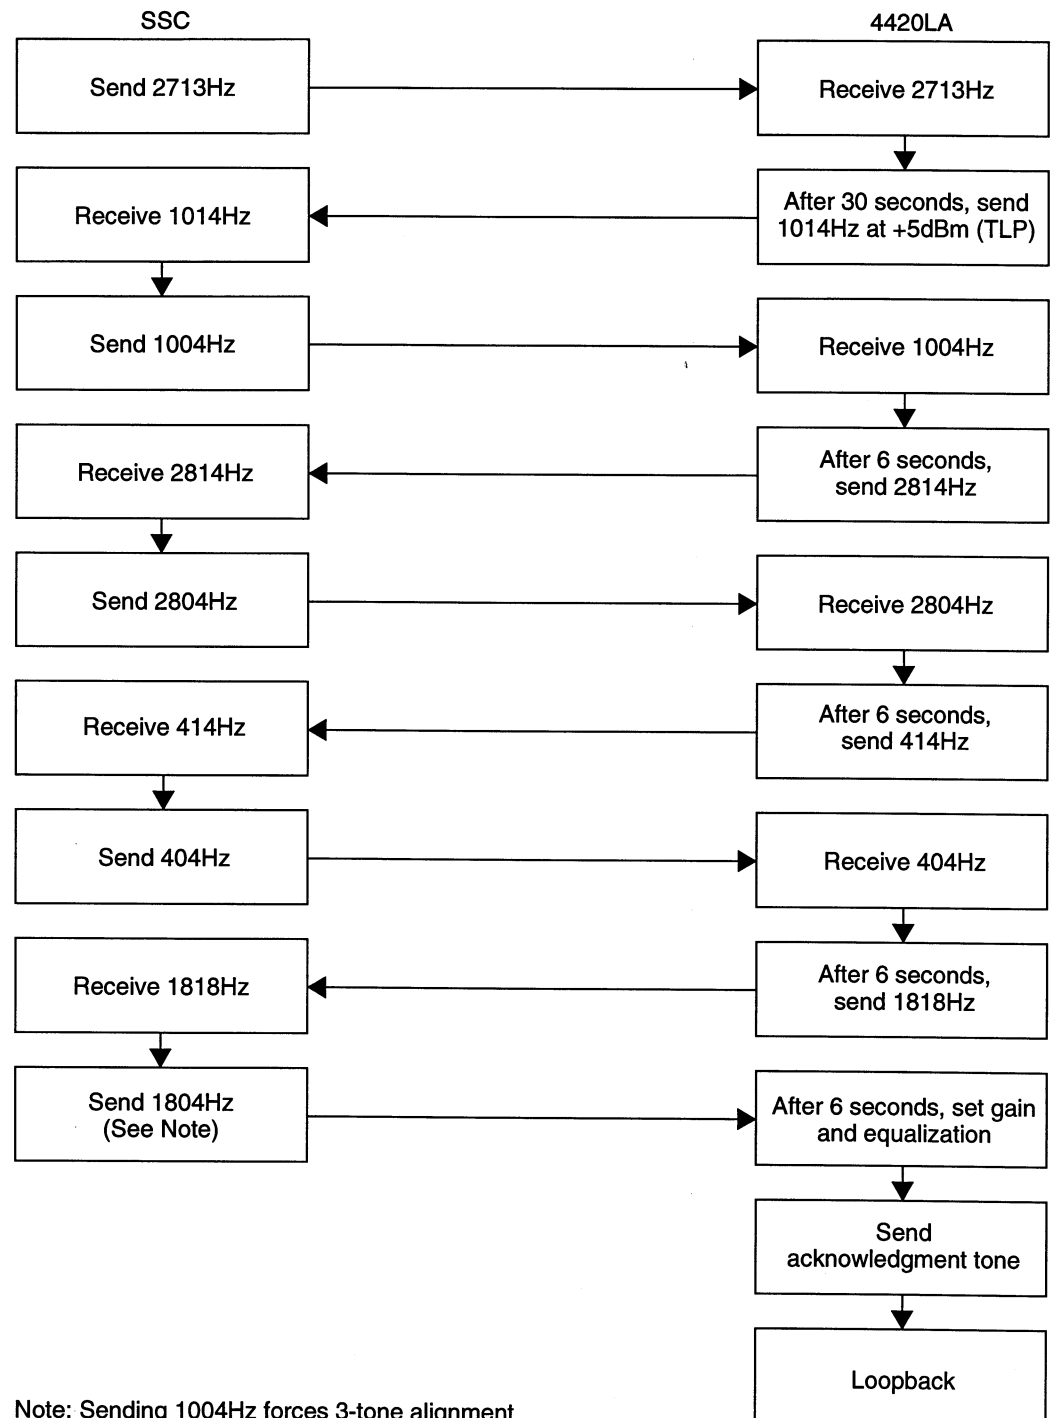 SSC
4420LA
Send 2713Hz
Receive 2713Hz
Receive 1014Hz
After 30 seconds, send
1014Hz at +5dBm (TLP)
Send 1004Hz
Receive 1004Hz
Receive 2814Hz
After 6 seconds,
send 2814Hz
Send 2804Hz
Receive 2804Hz
Receive 414Hz
After 6 seconds,
send 414Hz
Send 404Hz
Receive 404Hz
Receive 1818Hz
After 6 seconds,
send 1818Hz
Send 1804Hz
(See Note)
After 6 seconds, set gain
and equalization
Send
acknowledgment tone
Loopback
Note: Sending 1004Hz forces 3-tone alignment